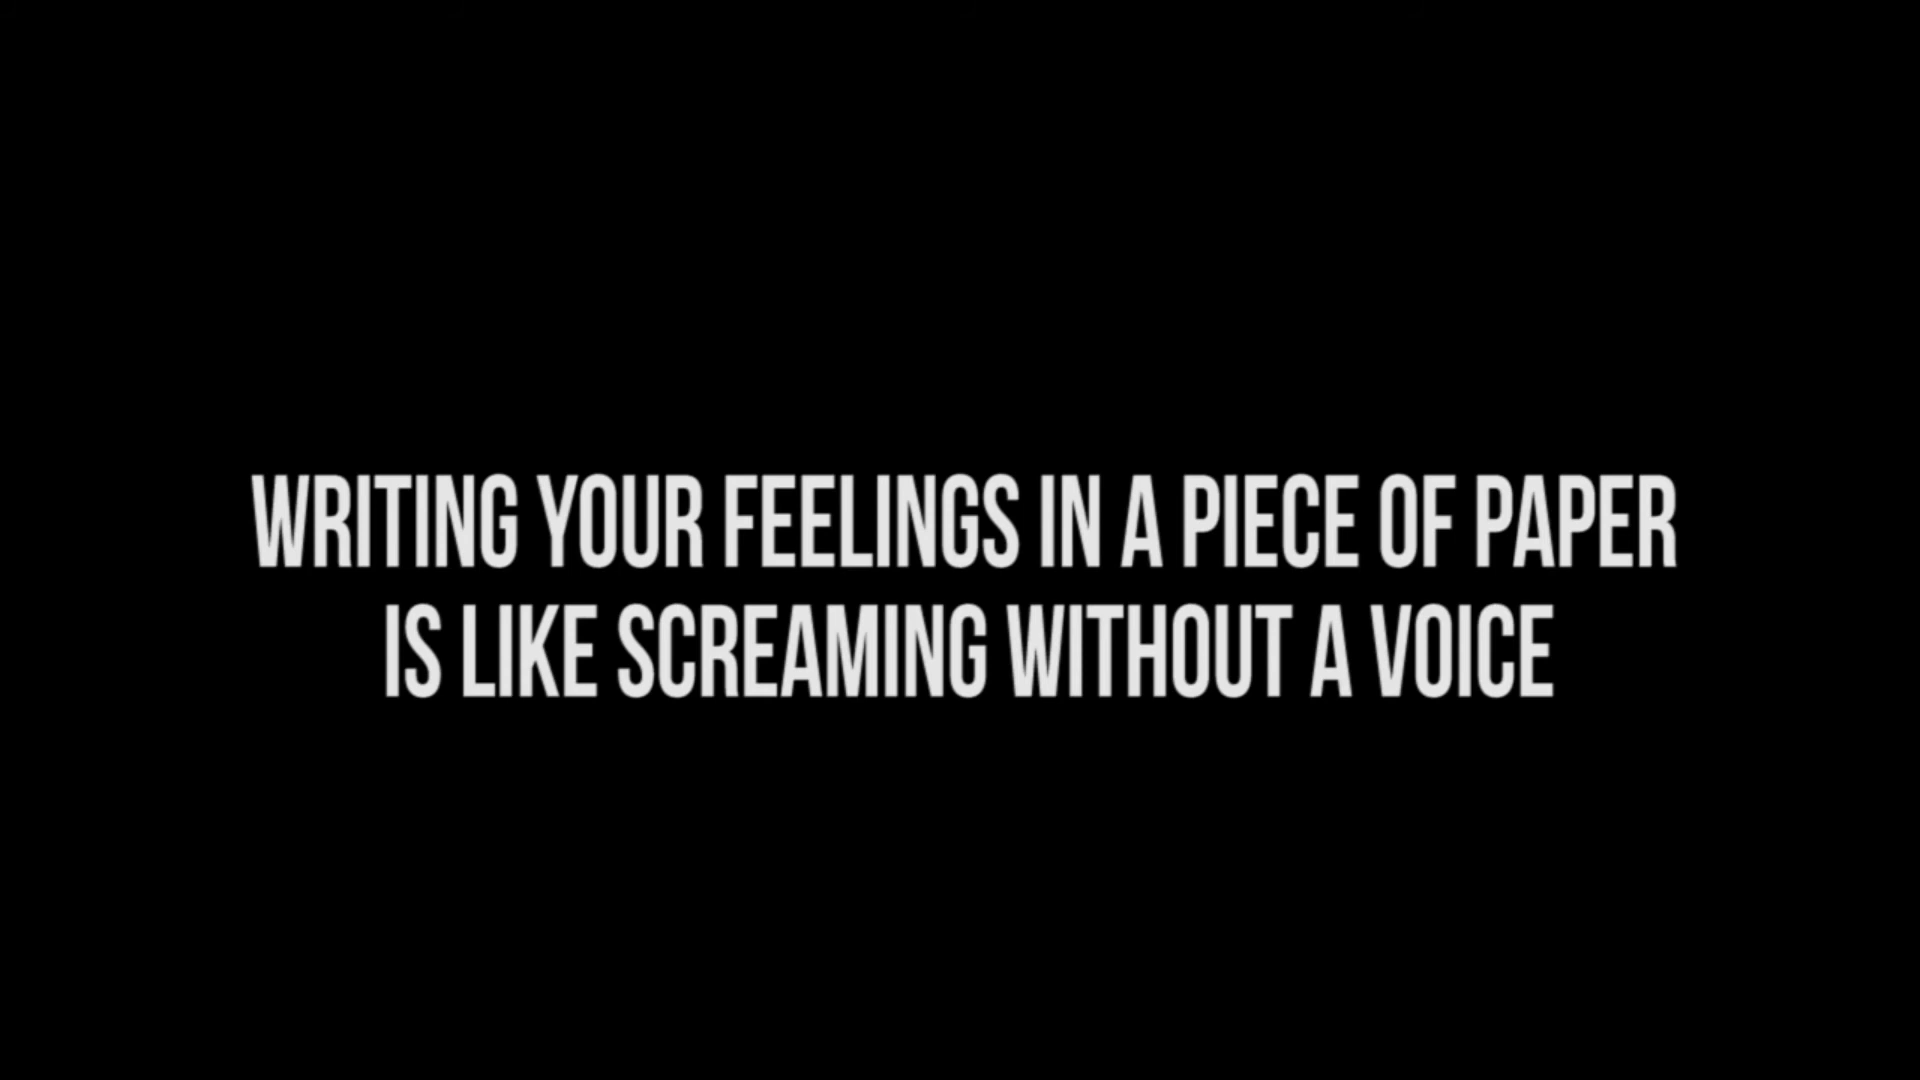 WRITING YOUR FEELINGS IN A PIECE OF PAPER
IS LIKE SCREAMING WITHOUT A VOICE